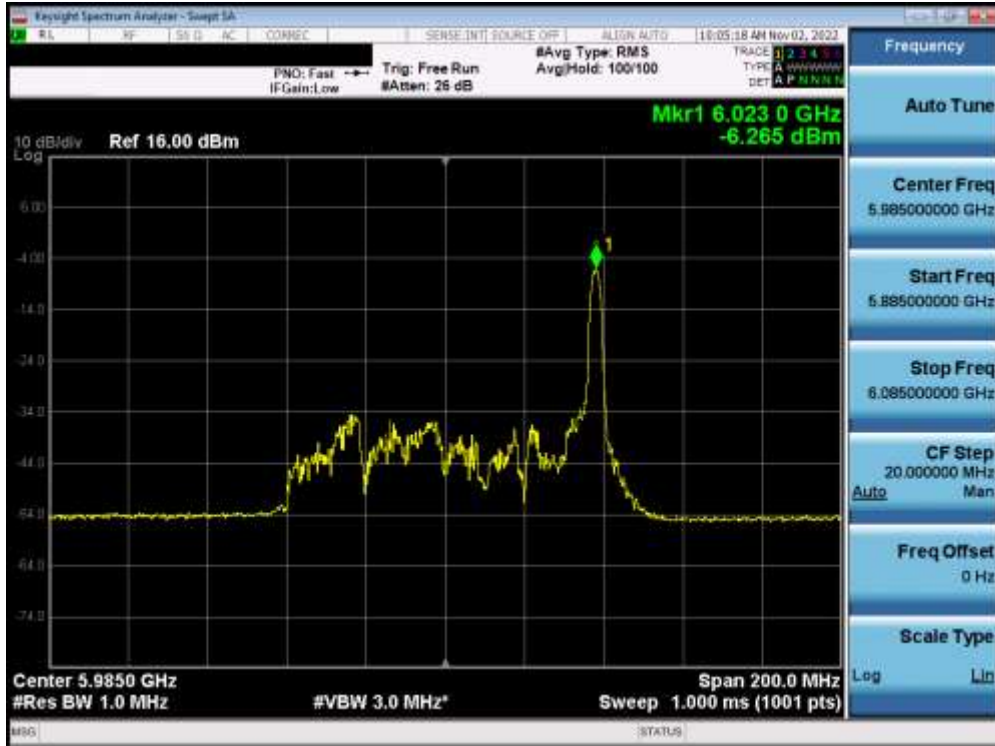 Keysight Spectrum Analyzer - Swept SA
RL RF 50 Ω AC CORREC SENSE:INT SOURCE OFF ALIGN AUTO 10:05:18 AM Nov 02, 2022
PNO: Fast
IFGain:Low
Trig: Free Run
#Atten: 26 dB
#Avg Type: RMS
Avg|Hold: 100/100
TRACE 1 2 3 4 5 6
TYPE A WWWWW
DET A P N N N N
Mkr1 6.023 0 GHz
-6.265 dBm
10 dB/div Ref 16.00 dBm
Log
6.00
-4.00
-14.0
-24.0
-34.0
-44.0
-54.0
-64.0
-74.0
1
Center 5.9850 GHz
#Res BW 1.0 MHz
#VBW 3.0 MHz*
Span 200.0 MHz
Sweep 1.000 ms (1001 pts)
MSG
STATUS
Frequency
Auto Tune
Center Freq
5.985000000 GHz
Start Freq
5.885000000 GHz
Stop Freq
6.085000000 GHz
CF Step
20.000000 MHz
Auto Man
Freq Offset
0 Hz
Scale Type
Log Lin